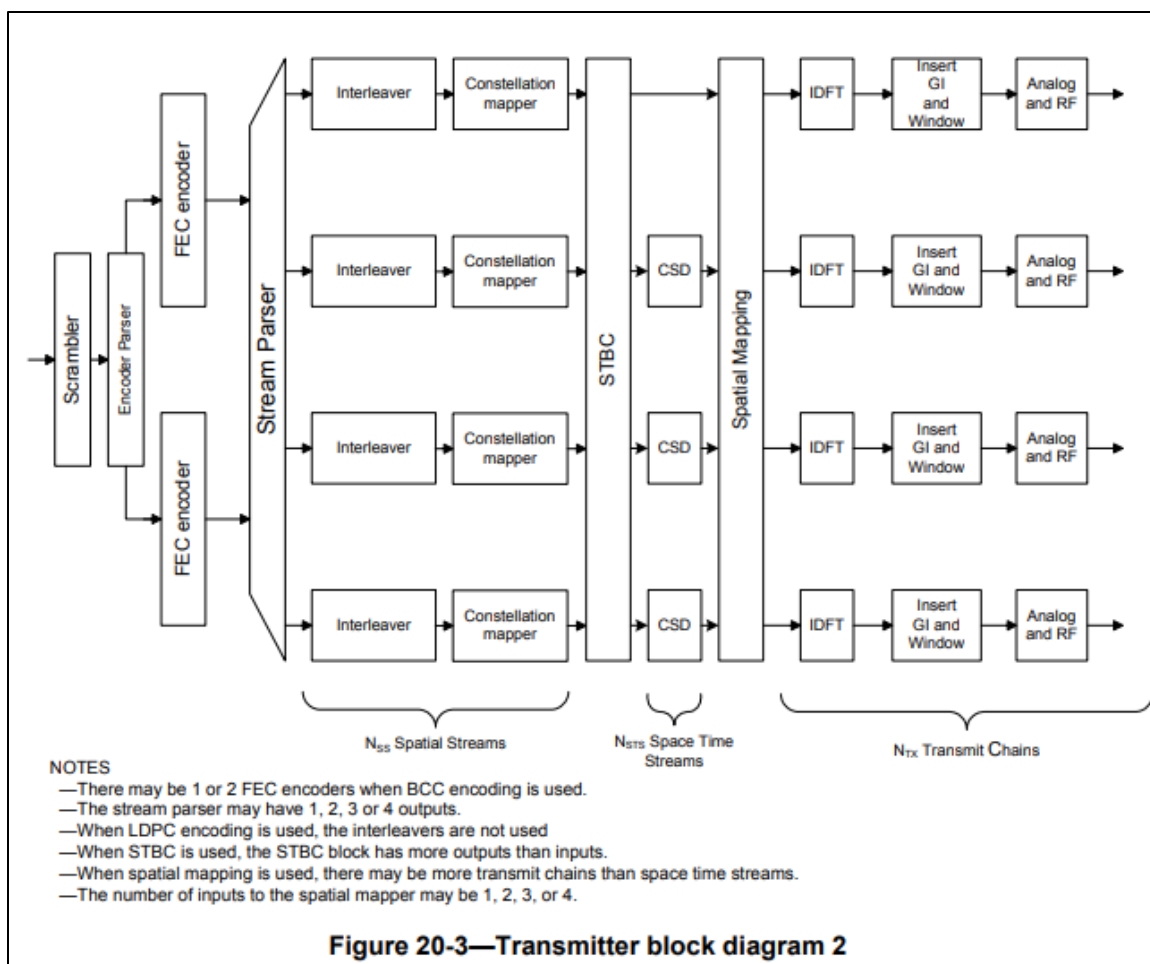 Scrambler
Encoder Parser
FEC encoder
FEC encoder
Stream Parser
Interleaver
Constellation
mapper
Interleaver
Constellation
mapper
Interleaver
Constellation
mapper
Interleaver
Constellation
mapper
STBC
CSD
CSD
CSD
Spatial Mapping
IDFT
Insert
GI
and
Window
Analog
and RF
IDFT
Insert
GI and
Window
Analog
and RF
IDFT
Insert
GI and
Window
Analog
and RF
IDFT
Insert
GI and
Window
Analog
and RF
NSS Spatial Streams
NSTS Space Time
Streams
NTX Transmit Chains
NOTES
—There may be 1 or 2 FEC encoders when BCC encoding is used.
—The stream parser may have 1, 2, 3 or 4 outputs.
—When LDPC encoding is used, the interleavers are not used
—When STBC is used, the STBC block has more outputs than inputs.
—When spatial mapping is used, there may be more transmit chains than space time streams.
—The number of inputs to the spatial mapper may be 1, 2, 3, or 4.
Figure 20-3—Transmitter block diagram 2